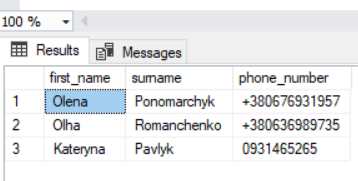 100 %
Results Messages
first_name surname phone_number
1 Olena Ponomarchyk +380676931957
2 Olha Romanchenko +380636989735
3 Kateryna Pavlyk 0931465265